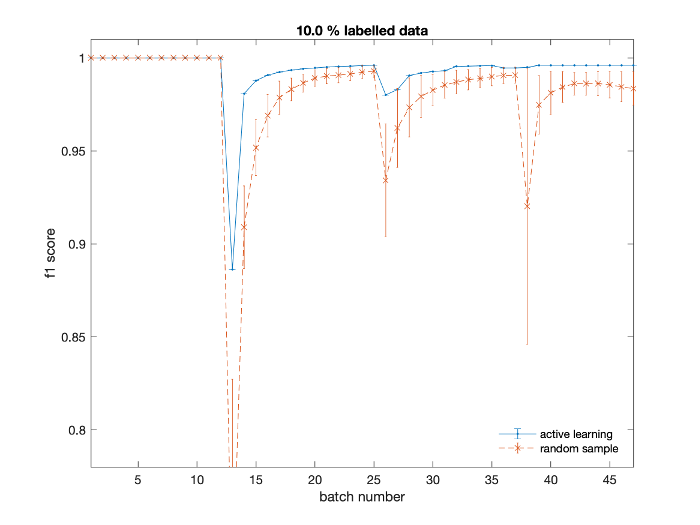 10.0 % labelled data
1
0.95
0.9
0.85
0.8
f1 score
5 10 15 20 25 30 35 40 45
batch number
active learning
random sample